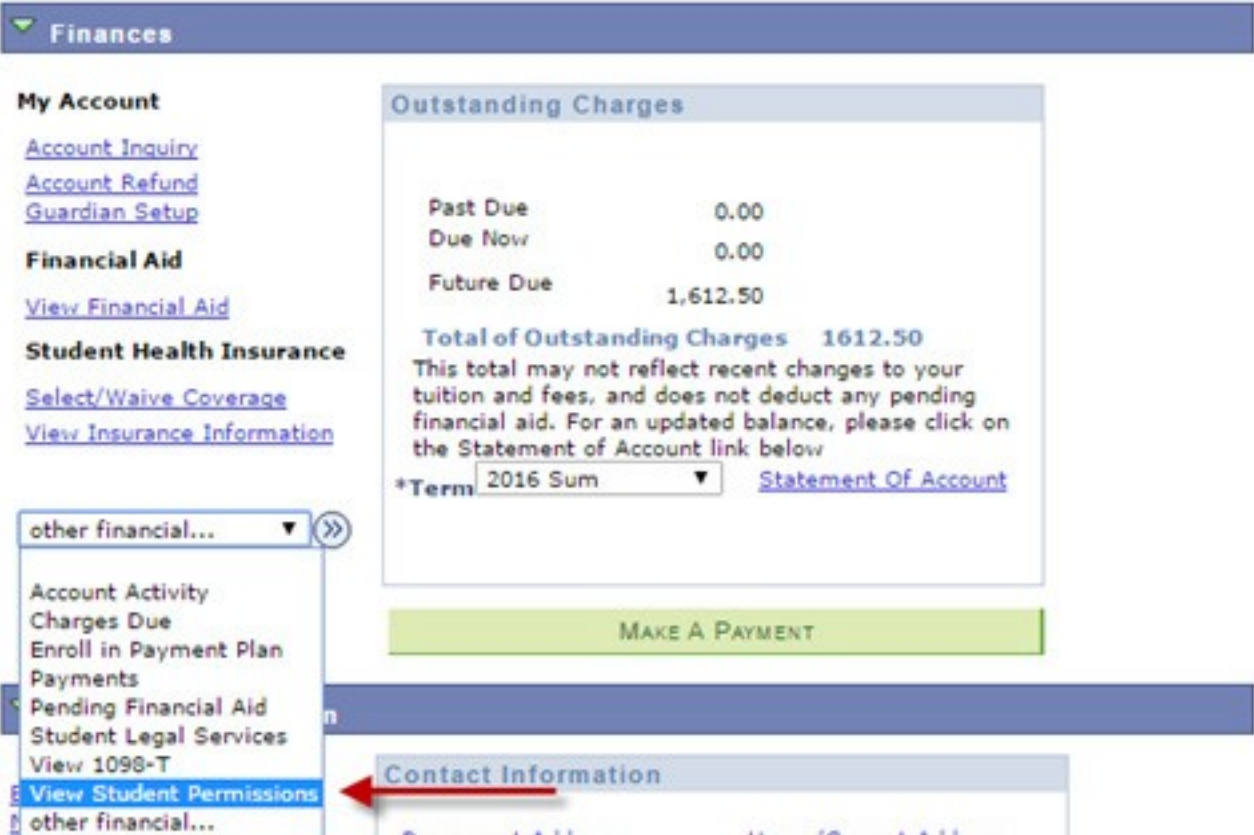 Finances
My Account
Account Inquiry
Account Refund
Guardian Setup
Financial Aid
View Financial Aid
Student Health Insurance
Select/Waive Coverage
View Insurance Information
other financial...
Account Activity
Charges Due
Enroll in Payment Plan
Payments
Pending Financial Aid
Student Legal Services
View 1098-T
View Student Permissions
other financial...
Outstanding Charges
Past Due 0.00
Due Now 0.00
Future Due 1,612.50
Total of Outstanding Charges 1612.50
This total may not reflect recent changes to your
tuition and fees, and does not deduct any pending
financial aid. For an updated balance, please click on
the Statement of Account link below
*Term 2016 Sum Statement Of Account
MAKE A PAYMENT
Contact Information